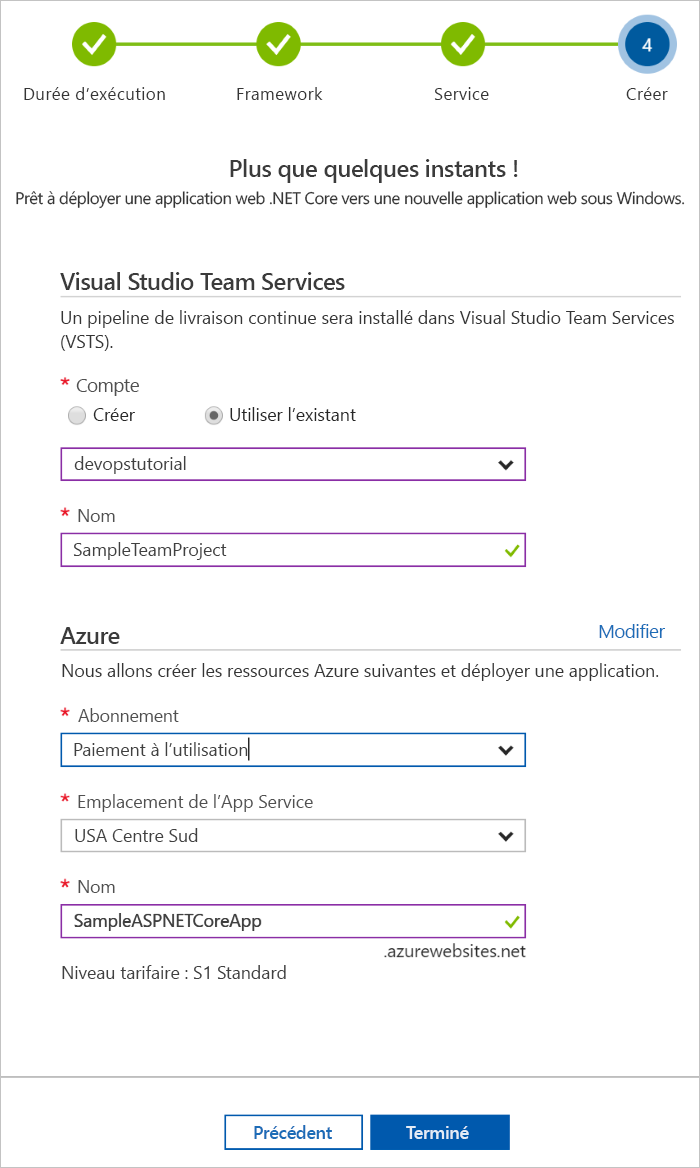 4
Durée d’exécution
Framework
Service
Créer
Plus que quelques instants !
Prêt à déployer une application web .NET Core vers une nouvelle application web sous Windows.
Visual Studio Team Services
Un pipeline de livraison continue sera installé dans Visual Studio Team Services
(VSTS).
* Compte
Créer
Utiliser l’existant
devopstutorial
* Nom
SampleTeamProject
Azure
Modifier
Nous allons créer les ressources Azure suivantes et déployer une application.
* Abonnement
Paiement à l’utilisation
* Emplacement de l’App Service
USA Centre Sud
* Nom
SampleASPNETCoreApp
.azurewebsites.net
Niveau tarifaire : S1 Standard
Précédent
Terminé